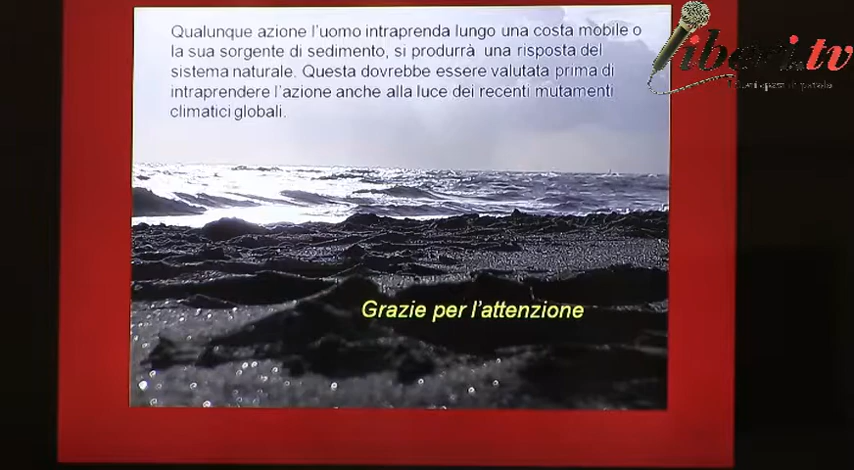 Qualunque azione l'uomo intraprenda lungo una costa mobile o
la sua sorgente di sedimento, si produrrà una risposta del
sistema naturale. Questa dovrebbe essere valutata prima di
intraprendere l'azione anche alla luce dei recenti mutamenti
climatici globali.
liberi.tv
Grazie per l'attenzione